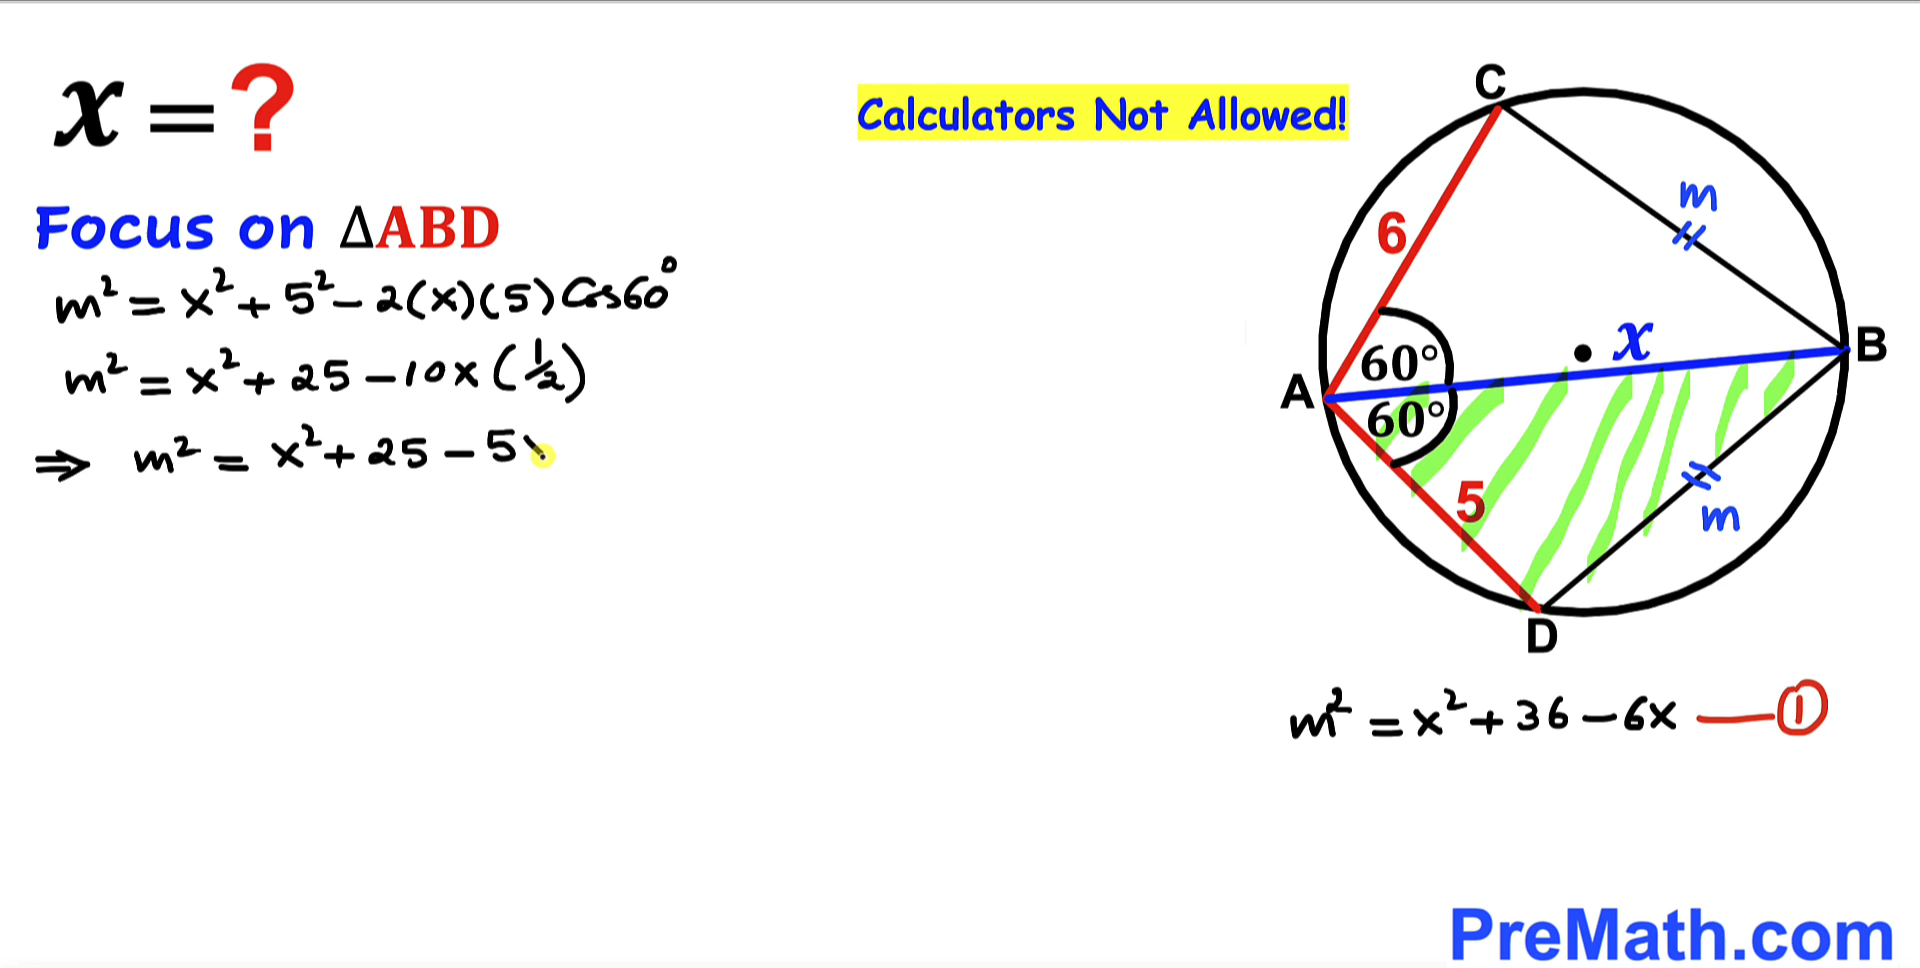 x = ?
Calculators Not Allowed!
Focus on ΔABD
m² = x² + 5² − 2(x)(5) Cos60°
m² = x² + 25 − 10x (½)
⇒ m² = x² + 25 − 5x
C
6
m
60°
x
B
A
60°
5
m
D
m² = x² + 36 − 6x — ①
PreMath.com